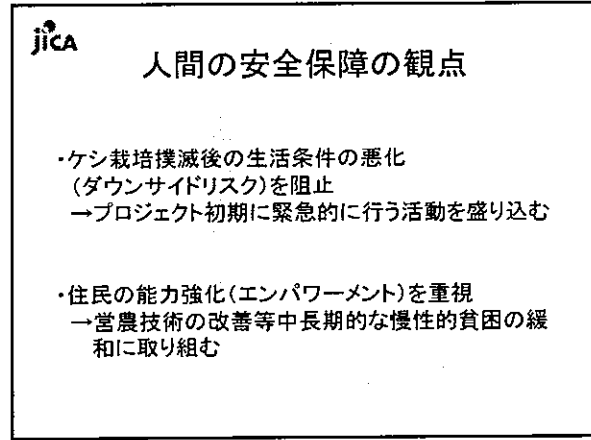 jICA
人間の安全保障の観点
・ケシ栽培撲滅後の生活条件の悪化
(ダウンサイドリスク)を阻止
→プロジェクト初期に緊急的に行う活動を盛り込む
・住民の能力強化(エンパワーメント)を重視
→営農技術の改善等中長期的な慢性的貧困の緩
和に取り組む